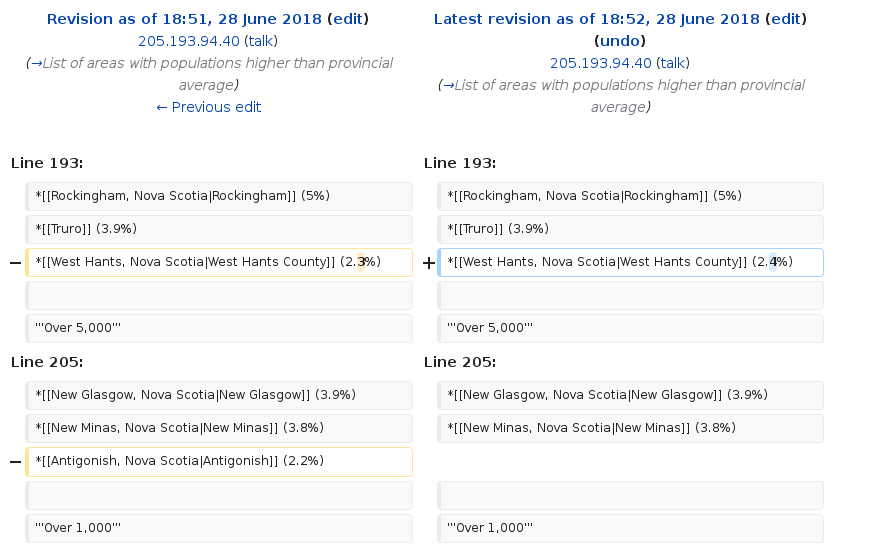 Revision as of 18:51, 28 June 2018 (edit)
205.193.94.40 (talk)
(→List of areas with populations higher than provincial
average)
← Previous edit
Latest revision as of 18:52, 28 June 2018 (edit)
(undo)
205.193.94.40 (talk)
(→List of areas with populations higher than provincial
average)
Line 193:
Line 193:
*[[Rockingham, Nova Scotia|Rockingham]] (5%)
*[[Rockingham, Nova Scotia|Rockingham]] (5%)
*[[Truro]] (3.9%)
*[[Truro]] (3.9%)
− *[[West Hants, Nova Scotia|West Hants County]] (2.3%)
+ *[[West Hants, Nova Scotia|West Hants County]] (2.4%)
'''Over 5,000'''
'''Over 5,000'''
Line 205:
Line 205:
*[[New Glasgow, Nova Scotia|New Glasgow]] (3.9%)
*[[New Glasgow, Nova Scotia|New Glasgow]] (3.9%)
*[[New Minas, Nova Scotia|New Minas]] (3.8%)
*[[New Minas, Nova Scotia|New Minas]] (3.8%)
− *[[Antigonish, Nova Scotia|Antigonish]] (2.2%)
'''Over 1,000'''
'''Over 1,000'''